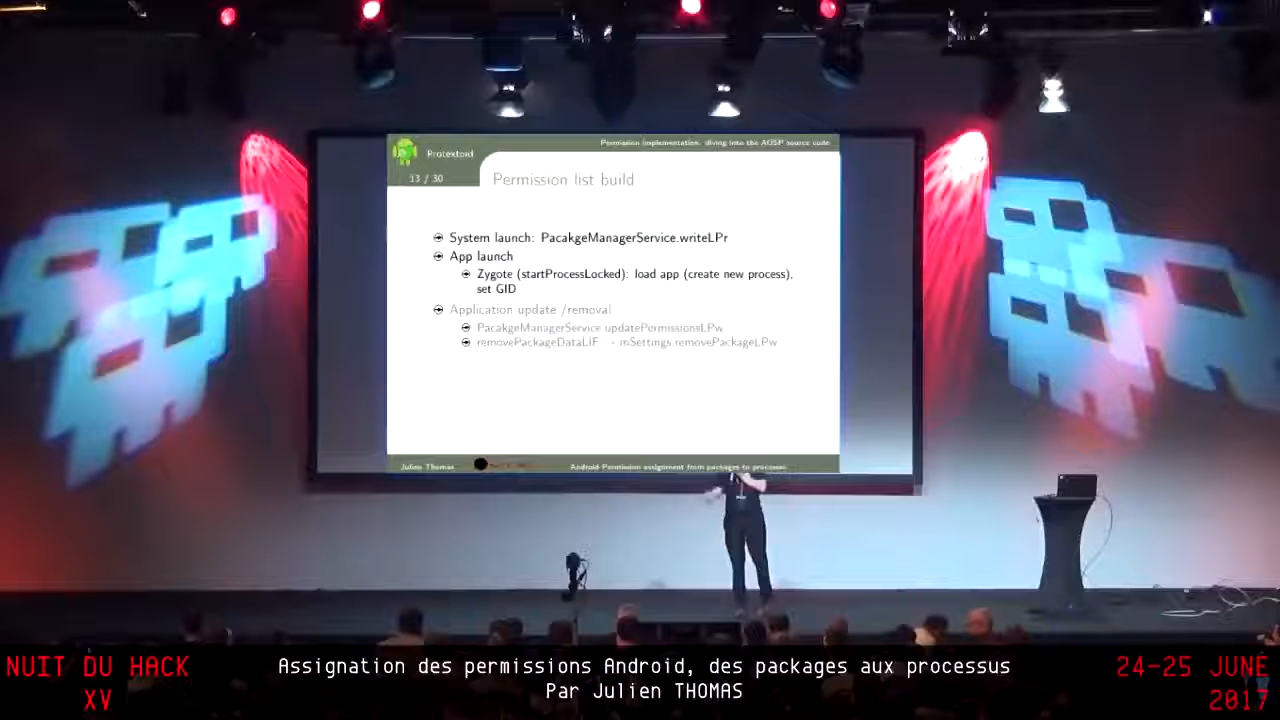 Permission implementation, diving into the AOSP source code
Protextoid
13 / 30
Permission list build
System launch: PacakgeManagerService.writeLPr
App launch
Zygote (startProcessLocked): load app (create new process),
set GID
Application update /removal
PacakgeManagerService updatePermissionsLPw
removePackageDataLIF → mSettings.removePackageLPw
Julien Thomas
Android Permission assignment from packages to processes
NUIT DU HACK
XV
Assignation des permissions Android, des packages aux processus
Par Julien THOMAS
24-25 JUNE
2017